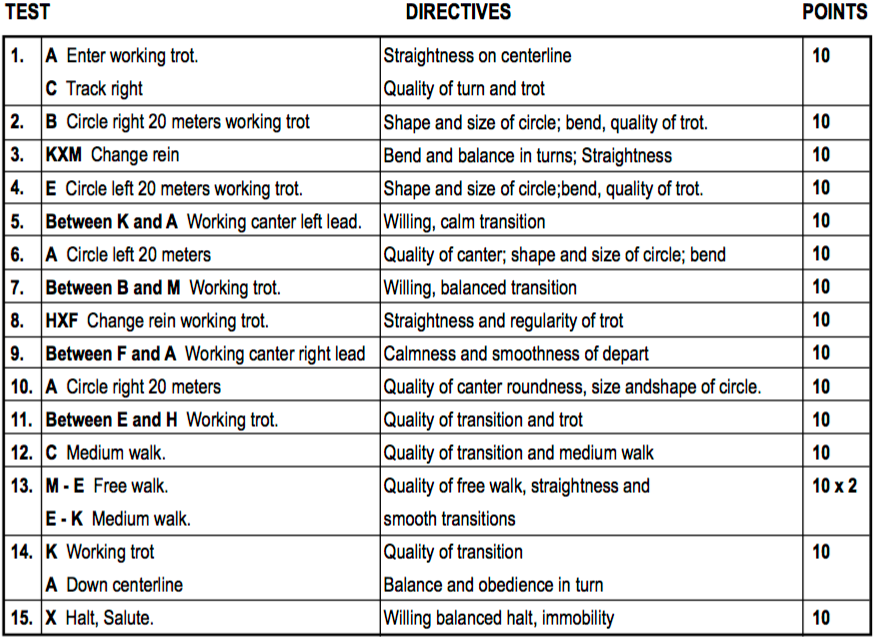 TEST DIRECTIVES POINTS
1. A Enter working trot. Straightness on centerline 10
C Track right Quality of turn and trot
2. B Circle right 20 meters working trot Shape and size of circle; bend, quality of trot. 10
3. KXM Change rein Bend and balance in turns; Straightness 10
4. E Circle left 20 meters working trot. Shape and size of circle;bend, quality of trot. 10
5. Between K and A Working canter left lead. Willing, calm transition 10
6. A Circle left 20 meters Quality of canter; shape and size of circle; bend 10
7. Between B and M Working trot. Willing, balanced transition 10
8. HXF Change rein working trot. Straightness and regularity of trot 10
9. Between F and A Working canter right lead Calmness and smoothness of depart 10
10. A Circle right 20 meters Quality of canter roundness, size andshape of circle. 10
11. Between E and H Working trot. Quality of transition and trot 10
12. C Medium walk. Quality of transition and medium walk 10
13. M - E Free walk. Quality of free walk, straightness and 10 x 2
E - K Medium walk. smooth transitions
14. K Working trot Quality of transition 10
A Down centerline Balance and obedience in turn
15. X Halt, Salute. Willing balanced halt, immobility 10